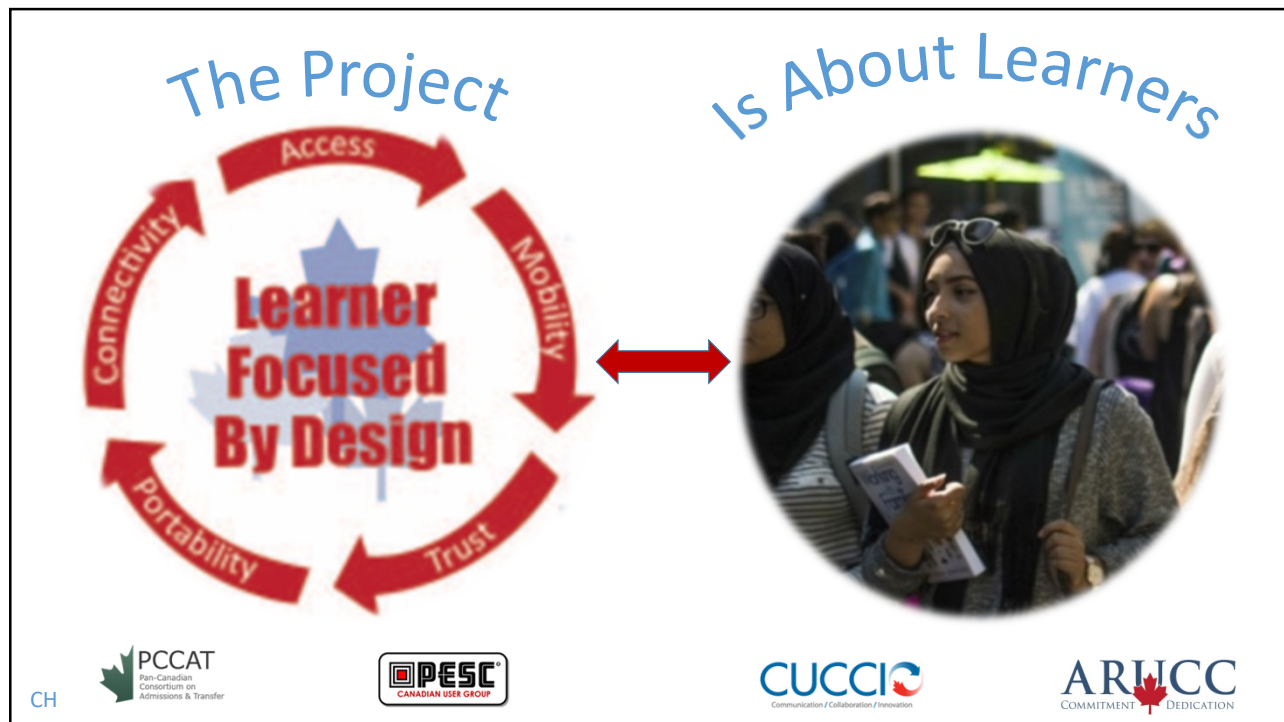 The Project
Is About Learners
Access
Mobility
Trust
Portability
Connectivity
Learner
Focused
By Design
CH
PCCAT
Pan-Canadian
Consortium on
Admissions & Transfer
PESC
CANADIAN USER GROUP
CUCCIO
Communication / Collaboration / Innovation
ARUCC
COMMITMENT DEDICATION